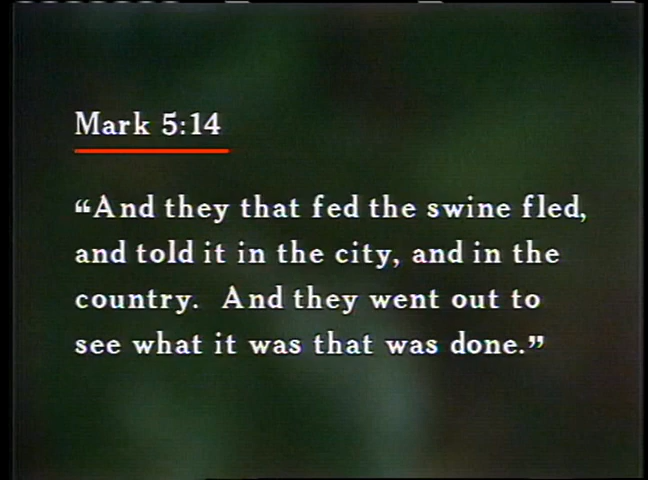 Mark 5:14
“And they that fed the swine fled,
and told it in the city, and in the
country.  And they went out to
see what it was that was done.”